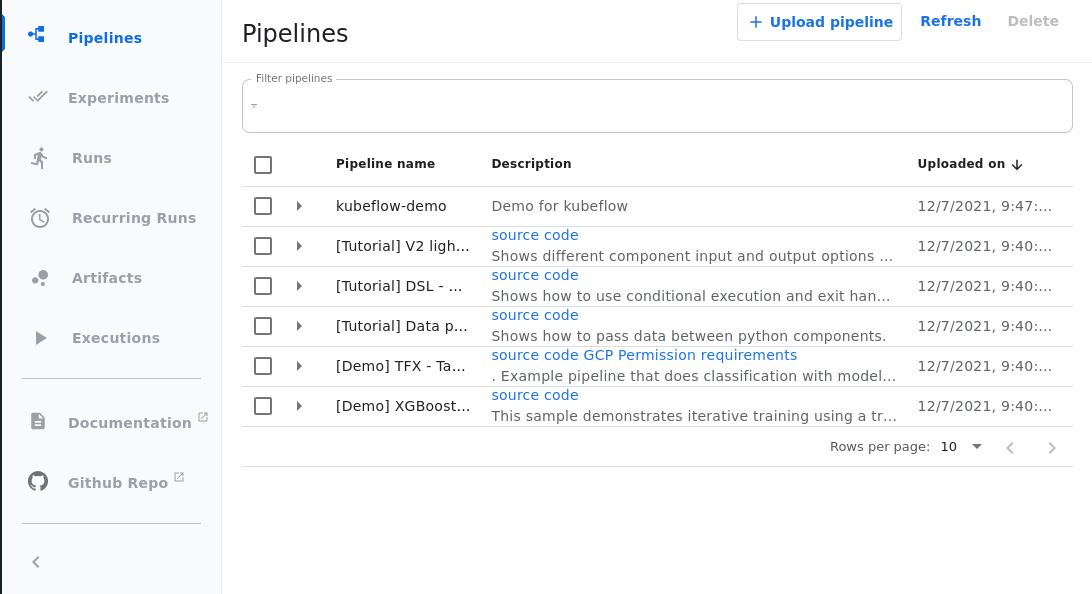 Pipelines
Experiments
Runs
Recurring Runs
Artifacts
Executions
Documentation
Github Repo
Pipelines
+ Upload pipeline Refresh Delete
Filter pipelines
Pipeline name Description Uploaded on
kubeflow-demo Demo for kubeflow 12/7/2021, 9:47:...
source code
[Tutorial] V2 ligh... 12/7/2021, 9:40:...
Shows different component input and output options ...
source code
[Tutorial] DSL - ... 12/7/2021, 9:40:...
Shows how to use conditional execution and exit han...
source code
[Tutorial] Data p... 12/7/2021, 9:40:...
Shows how to pass data between python components.
source code GCP Permission requirements
[Demo] TFX - Ta... 12/7/2021, 9:40:...
. Example pipeline that does classification with model...
source code
[Demo] XGBoost... 12/7/2021, 9:40:...
This sample demonstrates iterative training using a tr...
Rows per page: 10